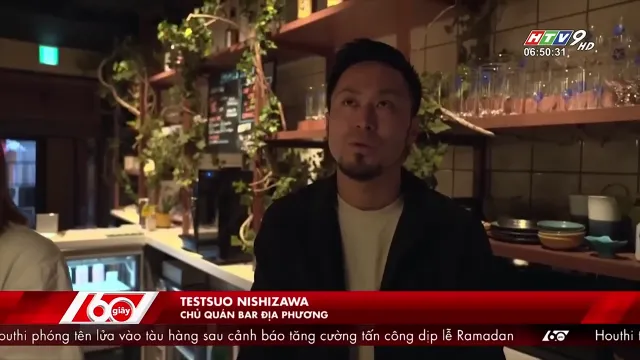 HTV9 HD
06:50:31
TESTSUO NISHIZAWA
CHỦ QUÁN BAR ĐỊA PHƯƠNG
60 giây
Houthi phóng tên lửa vào tàu hàng sau cảnh báo tăng cường tấn công dịp lễ Ramadan 60 Houthi